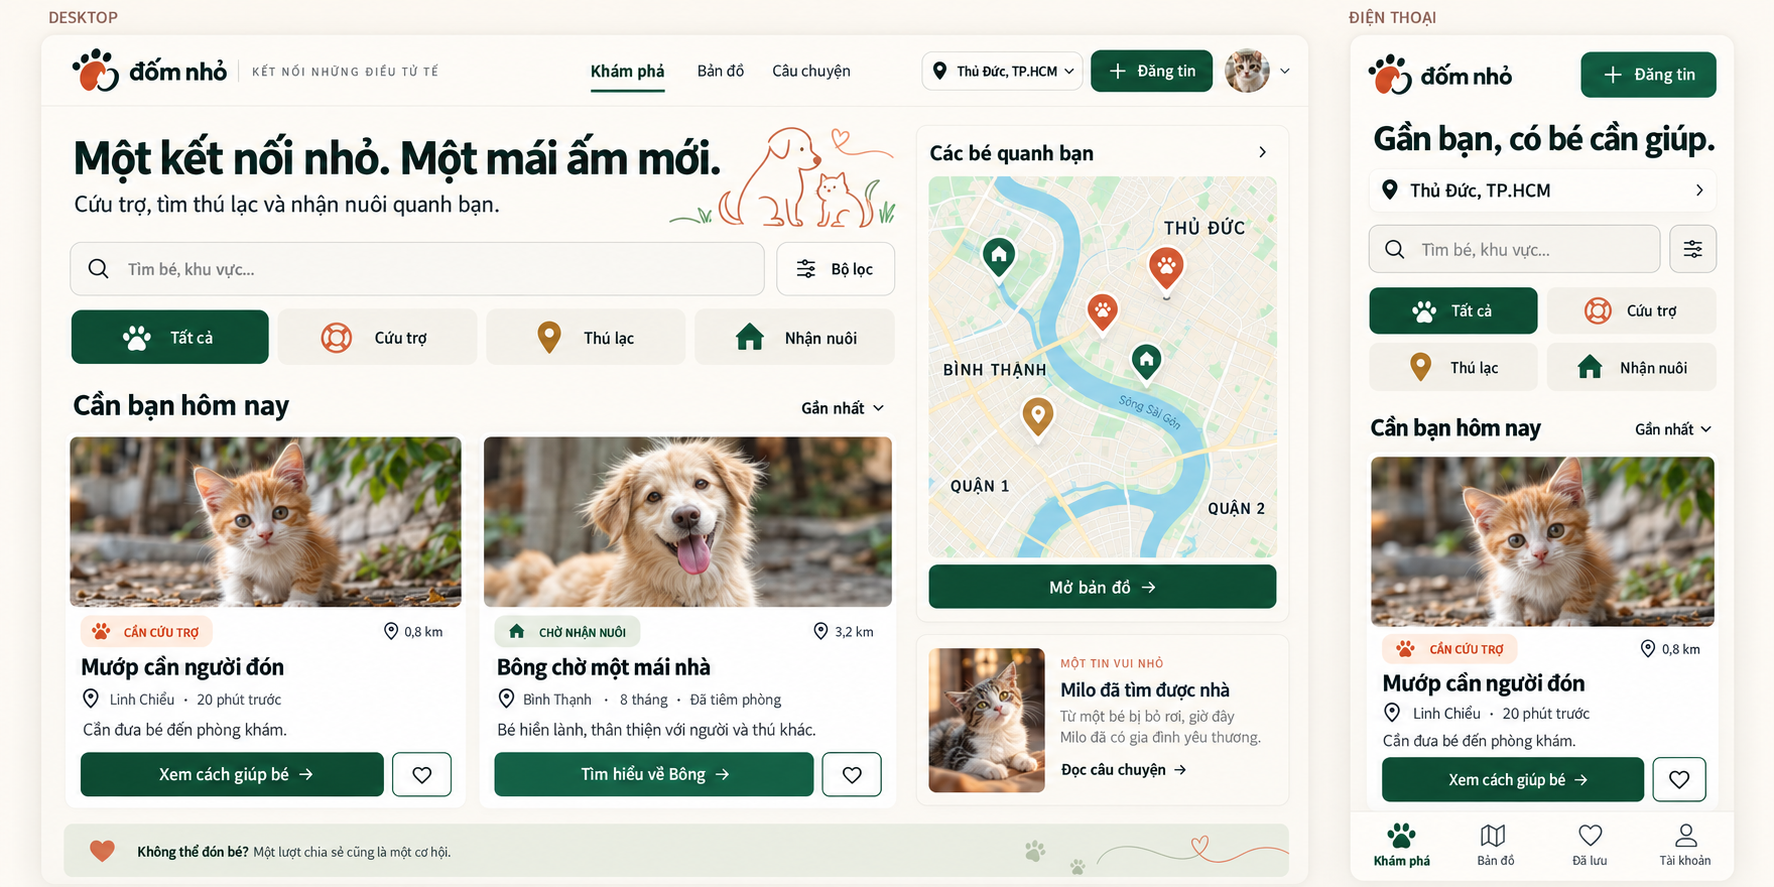 DESKTOP
đốm nhỏ
KẾT NỐI NHỮNG ĐIỀU TỬ TẾ
Khám phá
Bản đồ
Câu chuyện
Thủ Đức, TP.HCM
Đăng tin
Một kết nối nhỏ. Một mái ấm mới.
Cứu trợ, tìm thú lạc và nhận nuôi quanh bạn.
Tìm bé, khu vực...
Bộ lọc
Tất cả
Cứu trợ
Thú lạc
Nhận nuôi
Cần bạn hôm nay
Gần nhất
CẦN CỨU TRỢ
0,8 km
Mướp cần người đón
Linh Chiểu · 20 phút trước
Cần đưa bé đến phòng khám.
Xem cách giúp bé →
CHỜ NHẬN NUÔI
3,2 km
Bông chờ một mái nhà
Bình Thạnh · 8 tháng · Đã tiêm phòng
Bé hiền lành, thân thiện với người và thú khác.
Tìm hiểu về Bông →
Các bé quanh bạn
THỦ ĐỨC
BÌNH THẠNH
Sông Sài Gòn
QUẬN 1
QUẬN 2
Mở bản đồ →
MỘT TIN VUI NHỎ
Milo đã tìm được nhà
Từ một bé bị bỏ rơi, giờ đây
Milo đã có gia đình yêu thương.
Đọc câu chuyện →
Không thể đón bé? Một lượt chia sẻ cũng là một cơ hội.
ĐIỆN THOẠI
đốm nhỏ
Đăng tin
Gần bạn, có bé cần giúp.
Thủ Đức, TP.HCM
Tìm bé, khu vực...
Tất cả
Cứu trợ
Thú lạc
Nhận nuôi
Cần bạn hôm nay
Gần nhất
CẦN CỨU TRỢ
0,8 km
Mướp cần người đón
Linh Chiểu · 20 phút trước
Cần đưa bé đến phòng khám.
Xem cách giúp bé →
Khám phá
Bản đồ
Đã lưu
Tài khoản